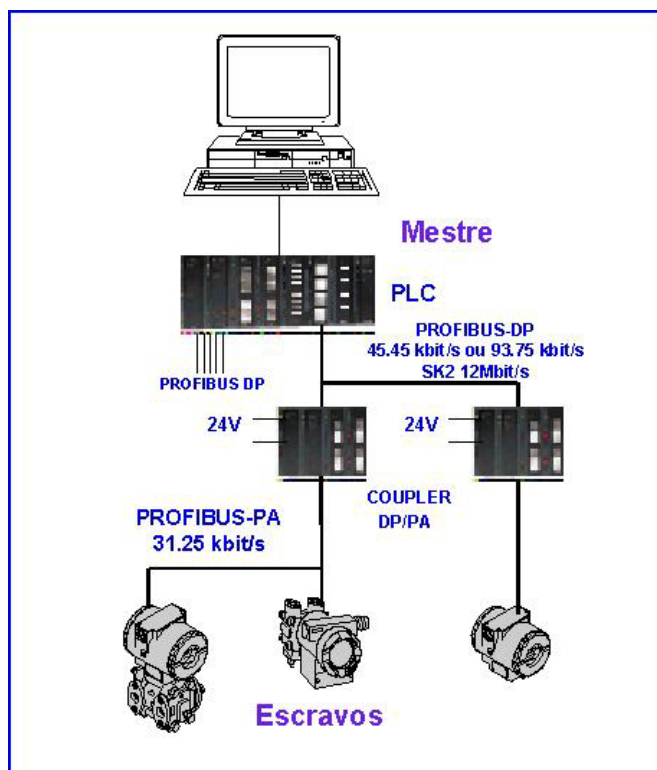 Mestre
PLC
PROFIBUS-DP
45.45 kbit/s ou 93.75 kbit/s
SK2 12Mbit/s
PROFIBUS DP
24V
24V
COUPLER
DP/PA
PROFIBUS-PA
31.25 kbit/s
Escravos